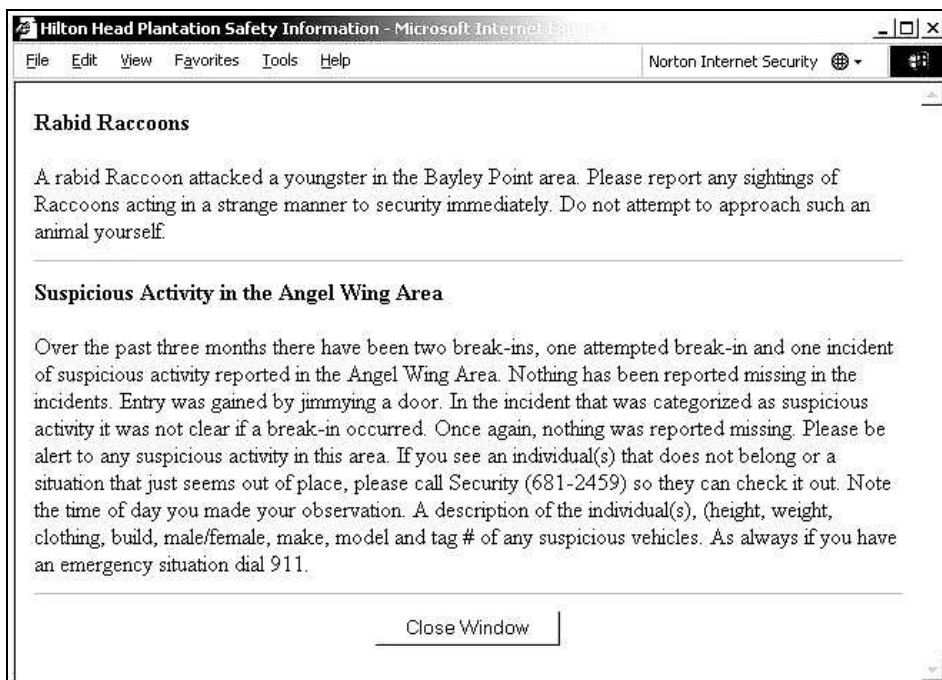 Hilton Head Plantation Safety Information - Microsoft Internet
File Edit View Favorites Tools Help
Norton Internet Security
Rabid Raccoons
A rabid Raccoon attacked a youngster in the Bayley Point area. Please report any sightings of
Raccoons acting in a strange manner to security immediately. Do not attempt to approach such an
animal yourself.
Suspicious Activity in the Angel Wing Area
Over the past three months there have been two break-ins, one attempted break-in and one incident
of suspicious activity reported in the Angel Wing Area. Nothing has been reported missing in the
incidents. Entry was gained by jimmying a door. In the incident that was categorized as suspicious
activity it was not clear if a break-in occurred. Once again, nothing was reported missing. Please be
alert to any suspicious activity in this area. If you see an individual(s) that does not belong or a
situation that just seems out of place, please call Security (681-2459) so they can check it out. Note
the time of day you made your observation. A description of the individual(s), (height, weight,
clothing, build, male/female, make, model and tag # of any suspicious vehicles. As always if you have
an emergency situation dial 911.
Close Window